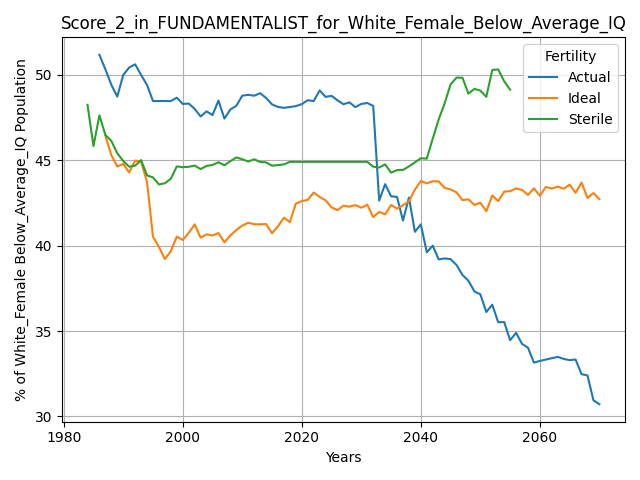 Score_2_in_FUNDAMENTALIST_for_White_Female_Below_Average_IQ
% of White_Female Below_Average_IQ Population
50
45
40
35
30
Fertility
Actual
Ideal
Sterile
1980
2000
2020
2040
2060
Years